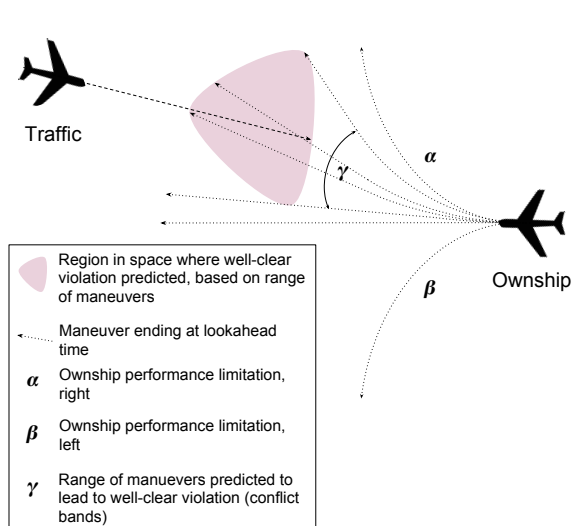 Traffic
α
γ
β
Ownship
Region in space where well-clear
violation predicted, based on range
of maneuvers
Maneuver ending at lookahead
time
α Ownship performance limitation,
right
β Ownship performance limitation,
left
γ Range of manuevers predicted to
lead to well-clear violation (conflict
bands)